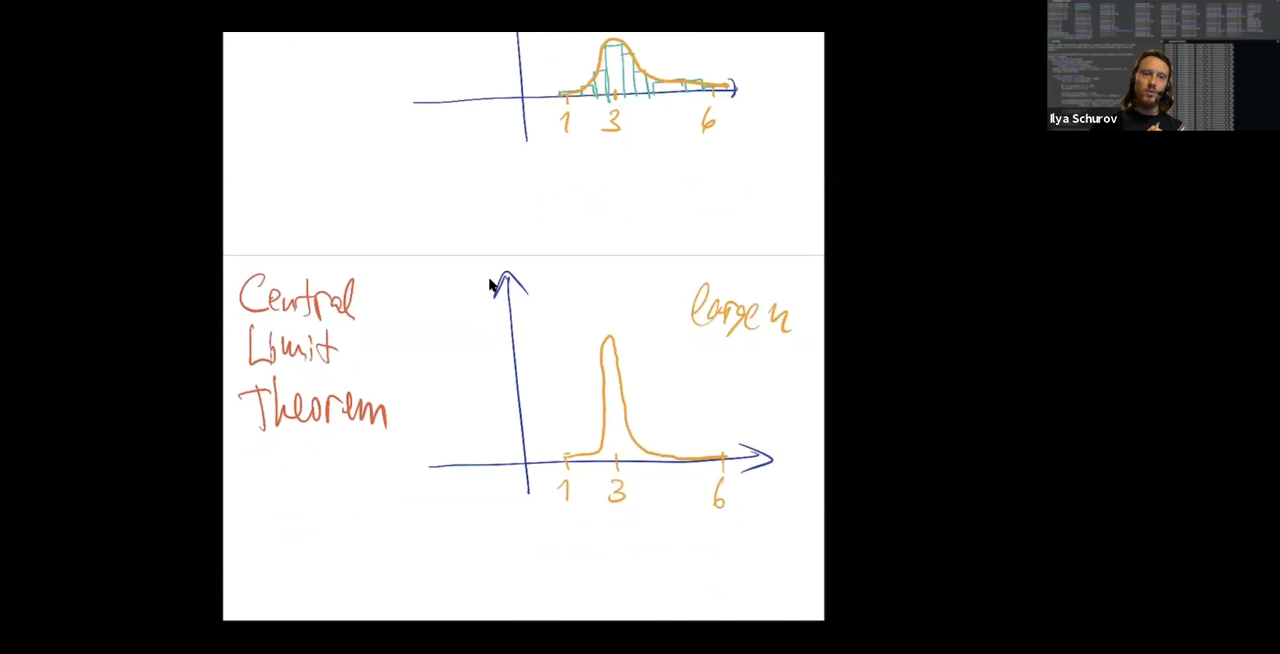 1 3 6
Ilya Schurov
Central
Limit
Theorem
large n
1 3 6